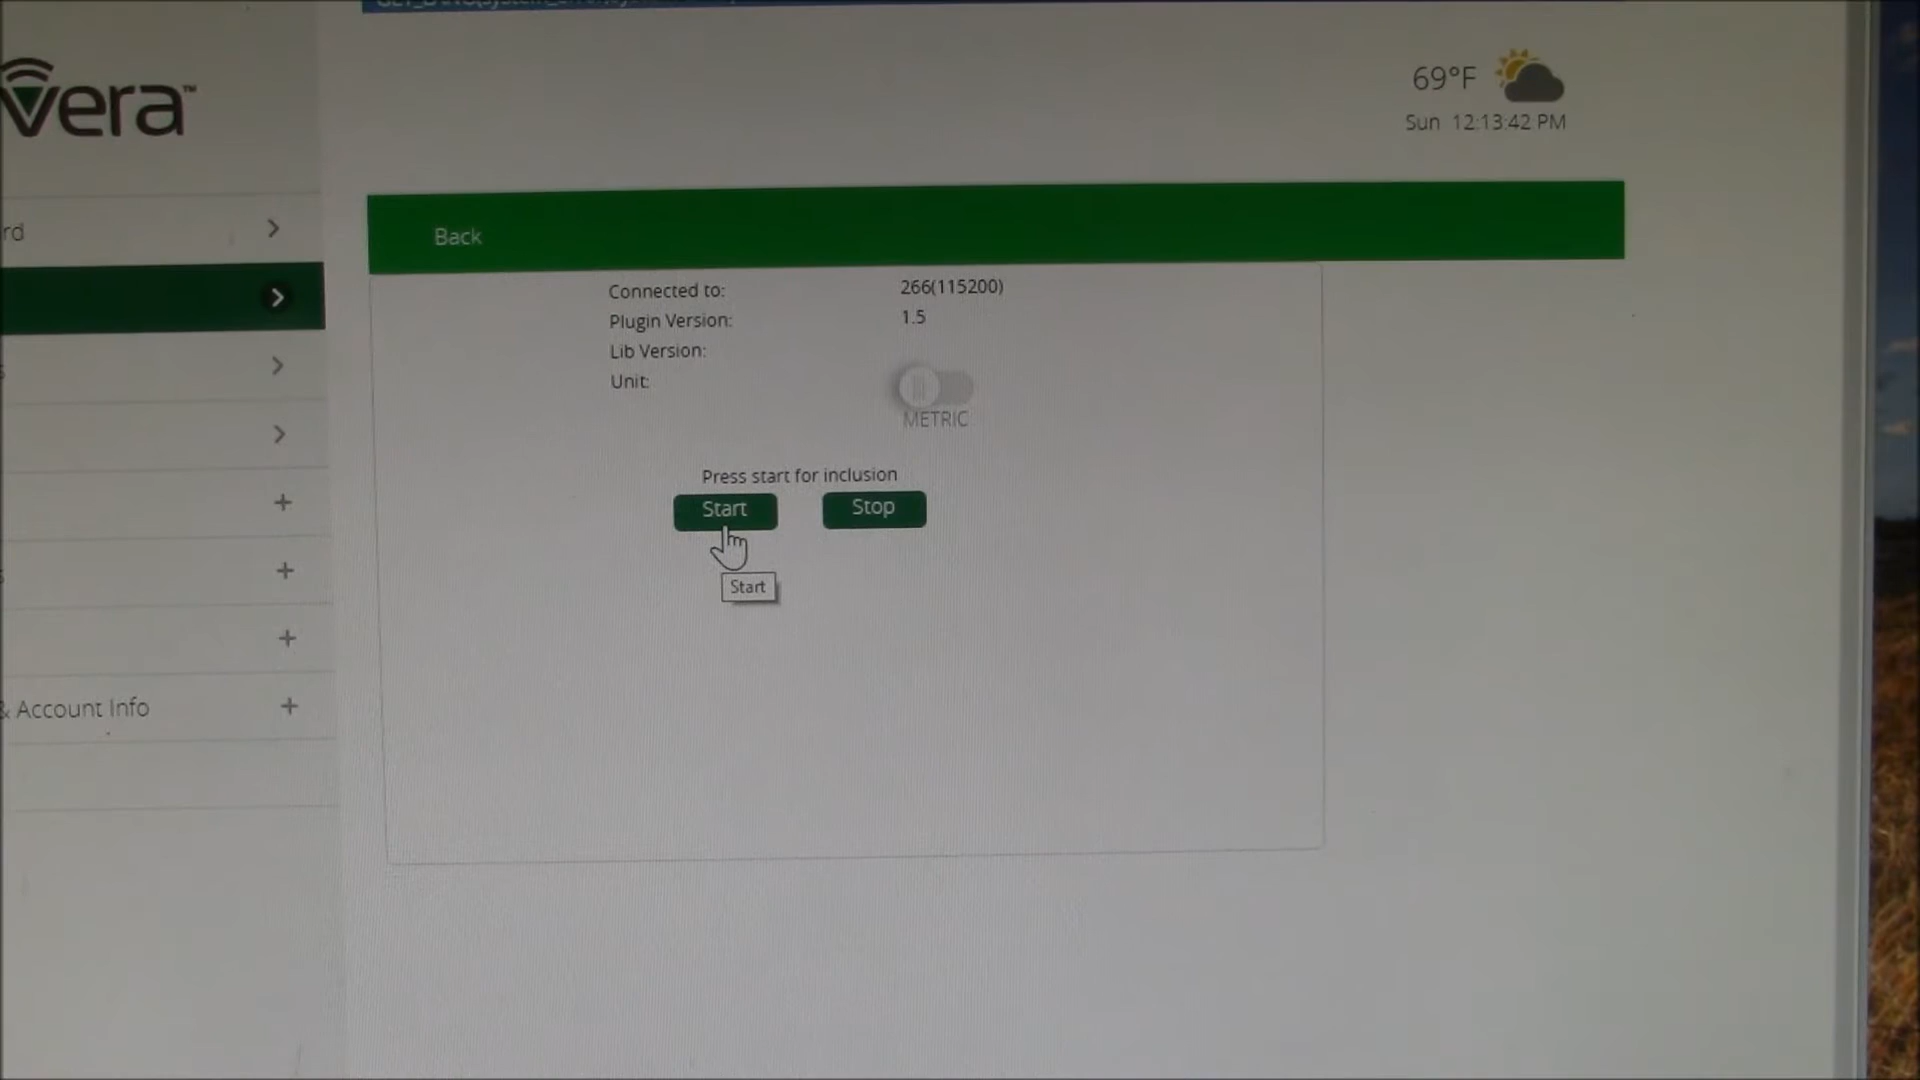 vera™
69°F
Sun 12:13:42 PM
rd
Back
Connected to: 266(115200)
Plugin Version: 1.5
Lib Version:
Unit:
METRIC
Press start for inclusion
Start Stop
Start
& Account Info